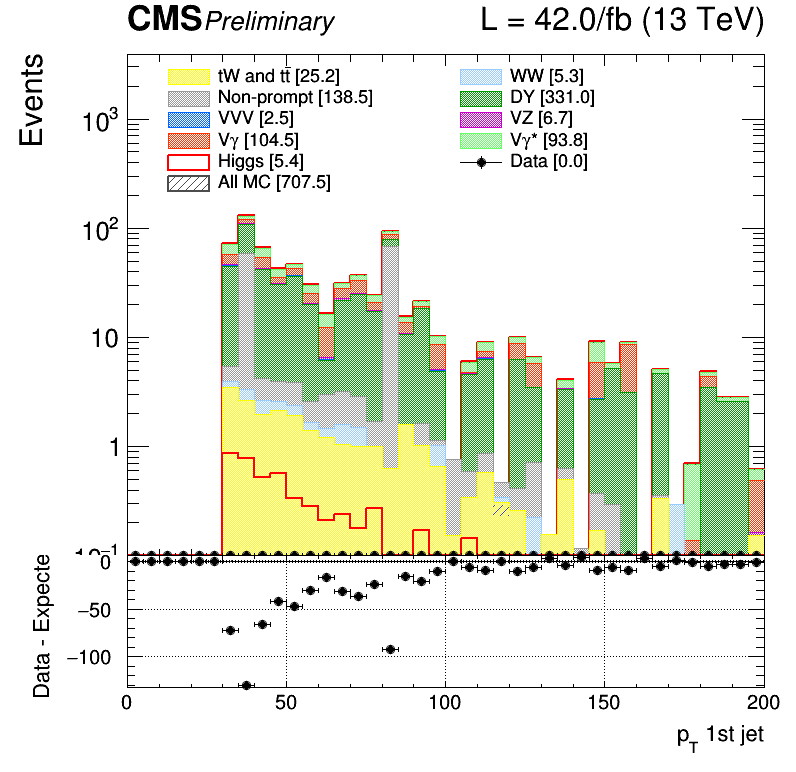 CMS Preliminary L = 42.0/fb (13 TeV)
Events
tW and tt̄ [25.2] WW [5.3]
Non-prompt [138.5] DY [331.0]
VVV [2.5] VZ [6.7]
Vγ [104.5] Vγ* [93.8]
Higgs [5.4] Data [0.0]
All MC [707.5]
10³
10²
10
1
Data - Expecte
0
−50
−100
0 50 100 150 200
p_T 1st jet